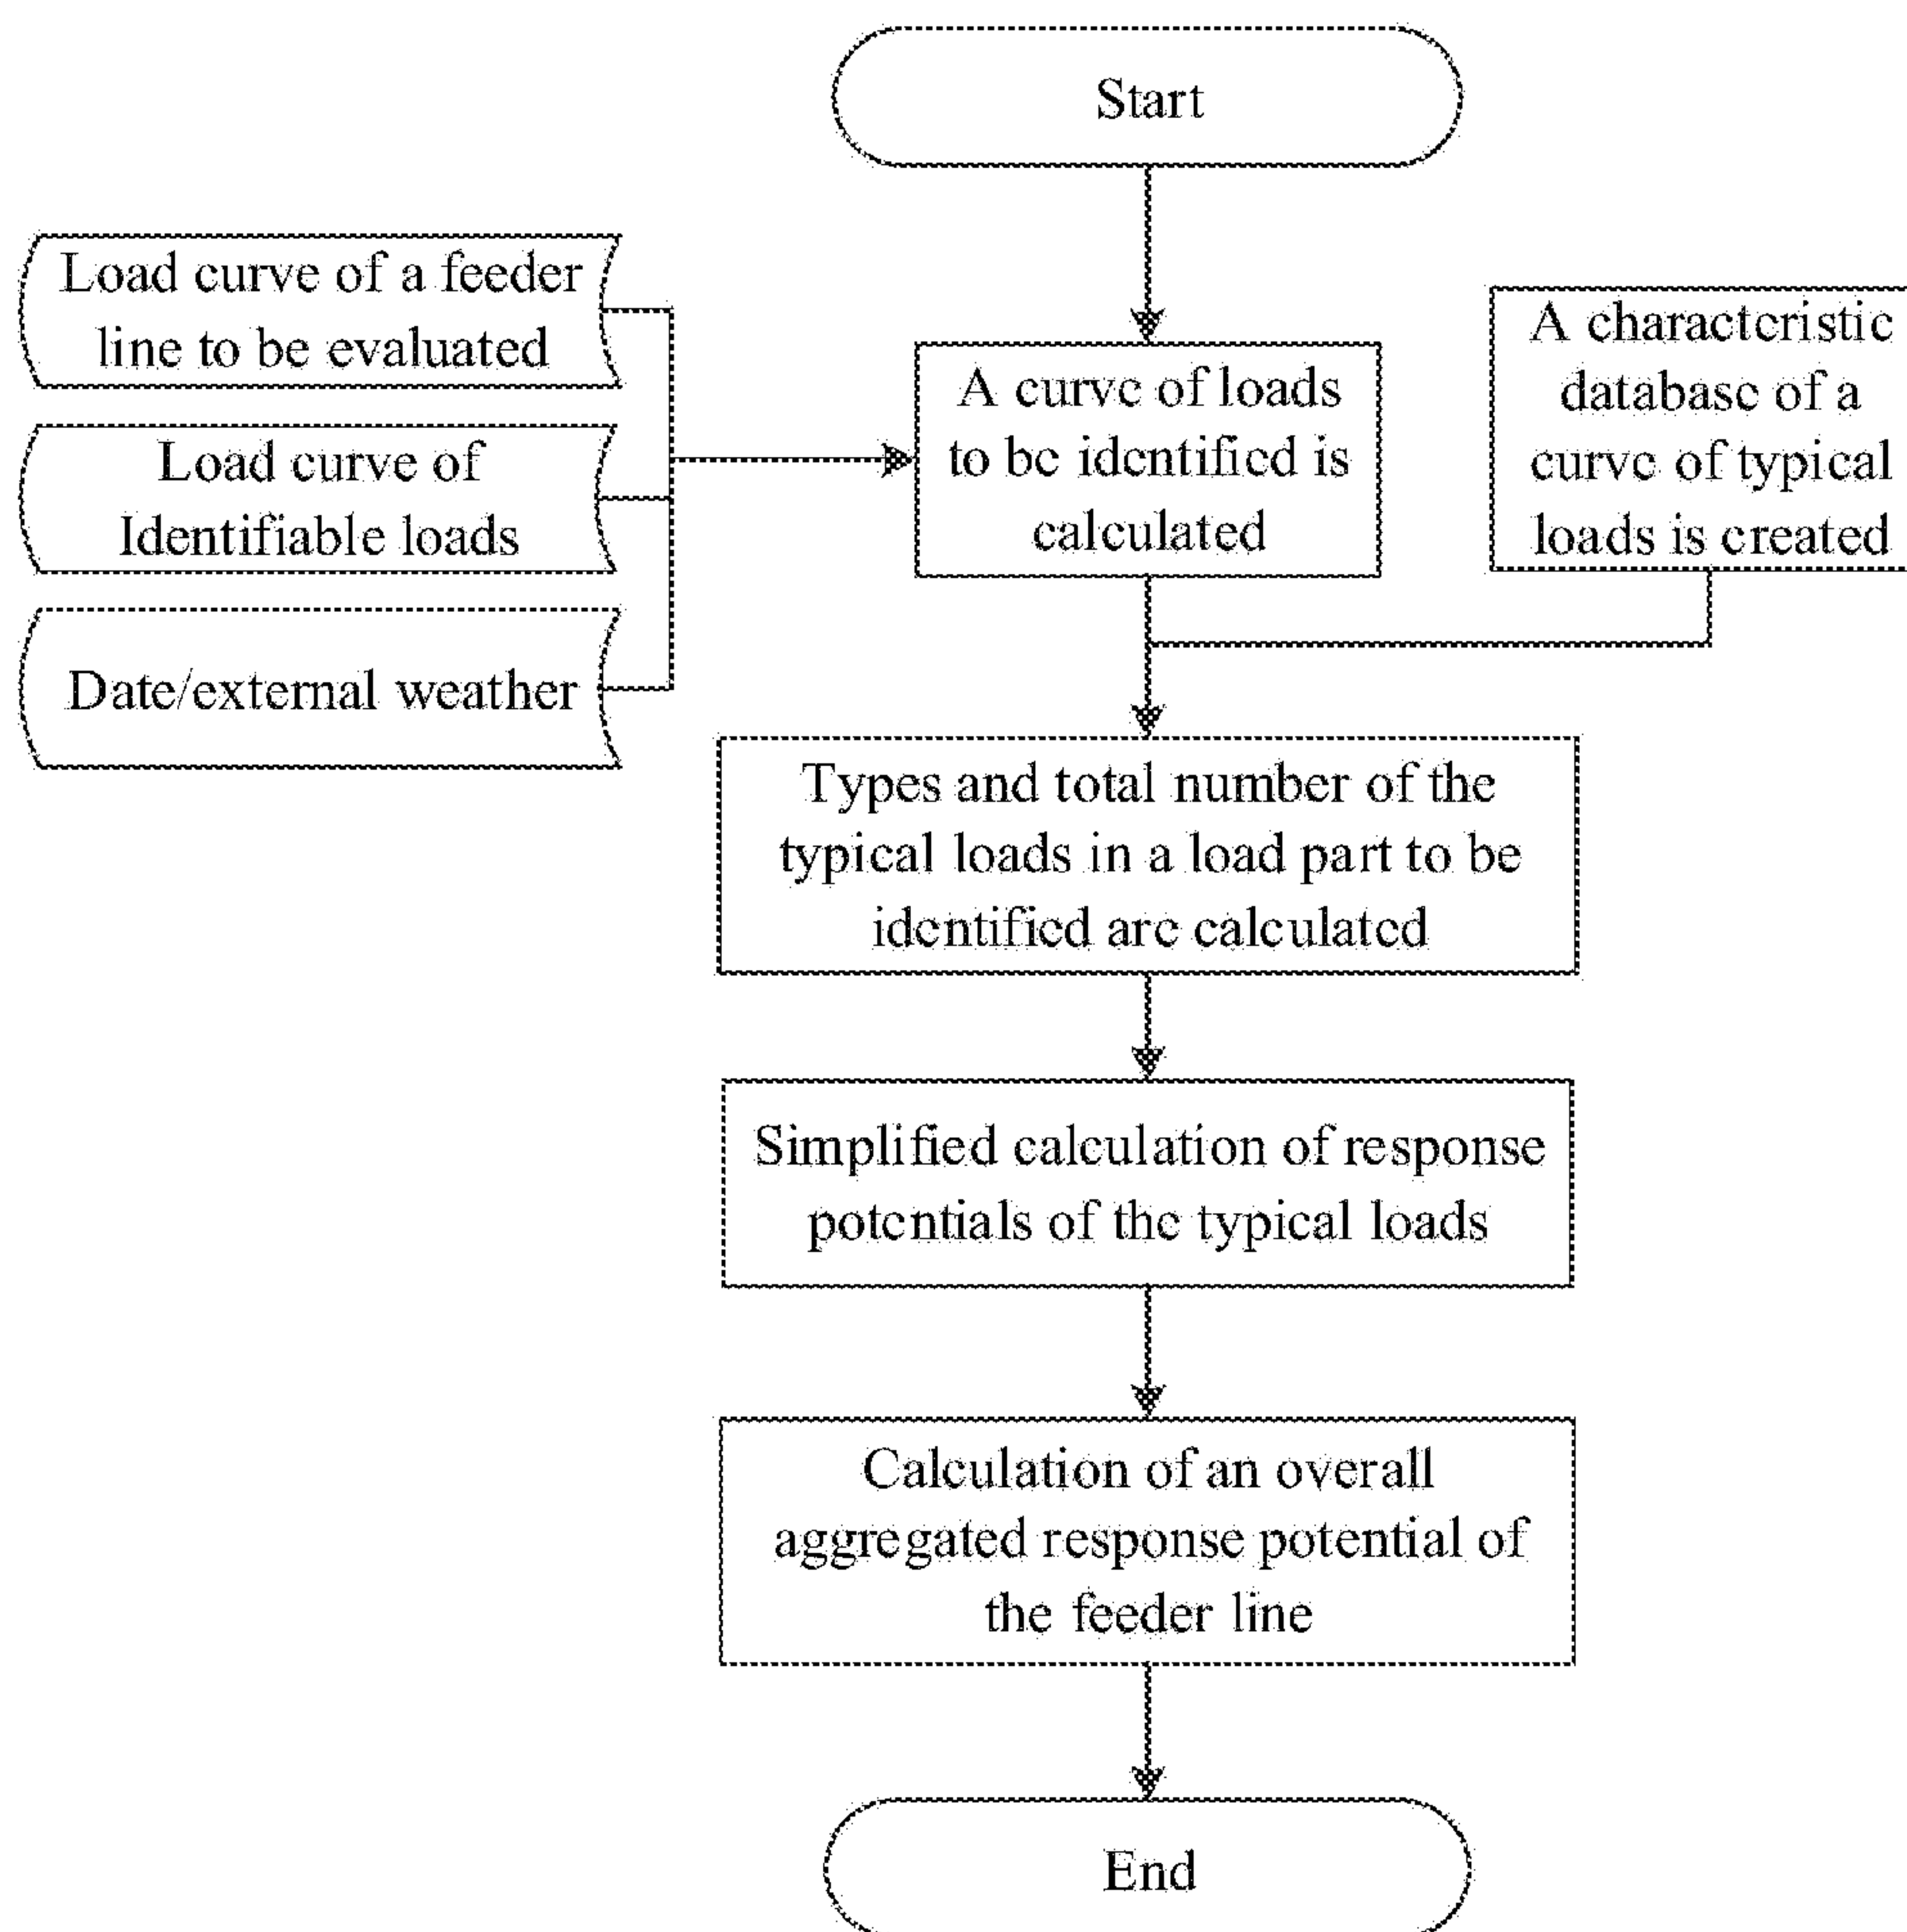 Start
Load curve of a feeder
line to be evaluated
Load curve of
Identifiable loads
Date/external weather
A curve of loads
to be identified is
calculated
A characteristic
database of a
curve of typical
loads is created
Types and total number of the
typical loads in a load part to be
identified are calculated
Simplified calculation of response
potentials of the typical loads
Calculation of an overall
aggregated response potential of
the feeder line
End